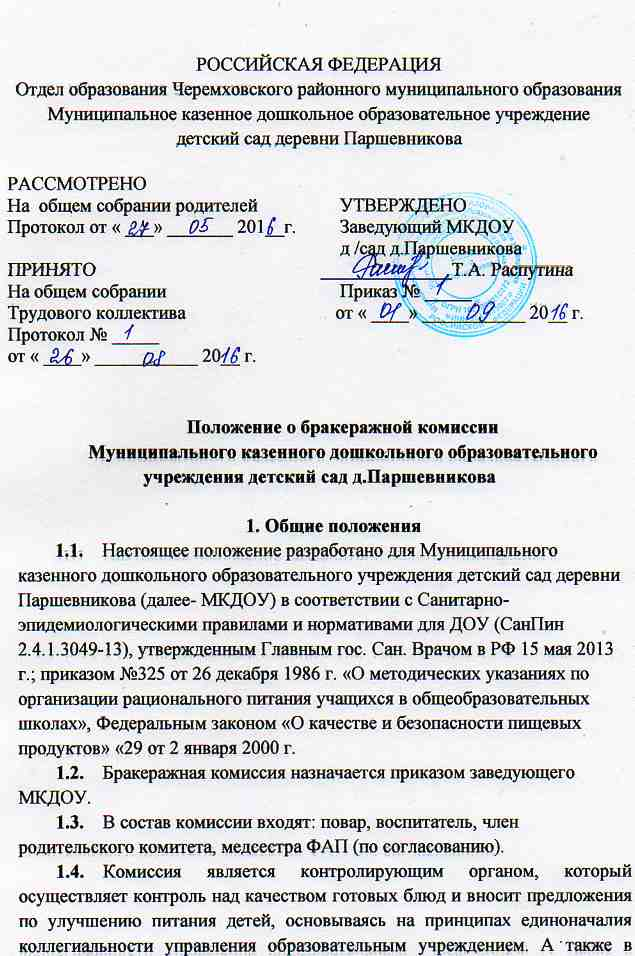 РОССИЙСКАЯ ФЕДЕРАЦИЯ
Отдел образования Черемховского районного муниципального образования
Муниципальное казенное дошкольное образовательное учреждение
детский сад деревни Паршевникова
РАССМОТРЕНО
На общем собрании родителей
Протокол от « 27 » 05 2016 г.
ПРИНЯТО
На общем собрании
Трудового коллектива
Протокол № 1
от « 26 » 08 2016 г.
УТВЕРЖДЕНО
Заведующий МКДОУ
д /сад д.Паршевникова
Т.А. Распутина
Приказ № 1
от « 01 » 09 2016 г.
Положение о бракеражной комиссии
Муниципального казенного дошкольного образовательного
учреждения детский сад д.Паршевникова
1. Общие положения
1.1. Настоящее положение разработано для Муниципального
казенного дошкольного образовательного учреждения детский сад деревни
Паршевникова (далее- МКДОУ) в соответствии с Санитарно-
эпидемиологическими правилами и нормативами для ДОУ (СанПин
2.4.1.3049-13), утвержденным Главным гос. Сан. Врачом в РФ 15 мая 2013
г.; приказом №325 от 26 декабря 1986 г. «О методических указаниях по
организации рационального питания учащихся в общеобразовательных
школах», Федеральным законом «О качестве и безопасности пищевых
продуктов» «29 от 2 января 2000 г.
1.2. Бракеражная комиссия назначается приказом заведующего
МКДОУ.
1.3. В состав комиссии входят: повар, воспитатель, член
родительского комитета, медсестра ФАП (по согласованию).
1.4. Комиссия является контролирующим органом, который
осуществляет контроль над качеством готовых блюд и вносит предложения
по улучшению питания детей, основываясь на принципах единоначалия
коллегиальности управления образовательным учреждением. А также в